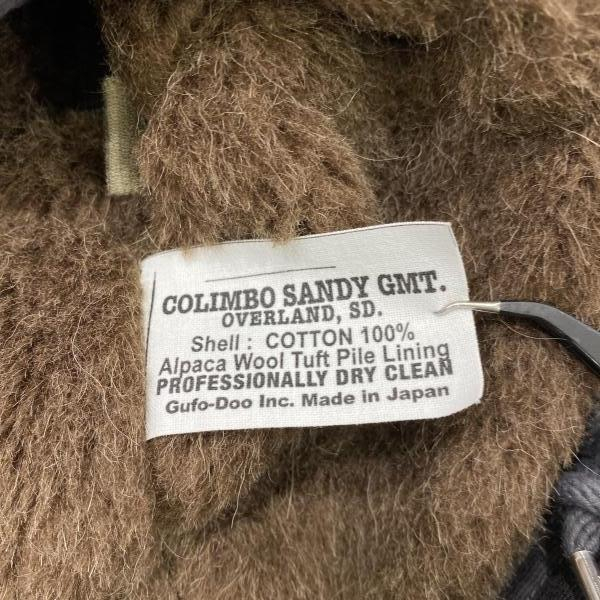 COLIMBO SANDY GMT.
OVERLAND, SD.
Shell : COTTON 100%
Alpaca Wool Tuft Pile Lining
PROFESSIONALLY DRY CLEAN
Gufo-Doo Inc. Made in Japan